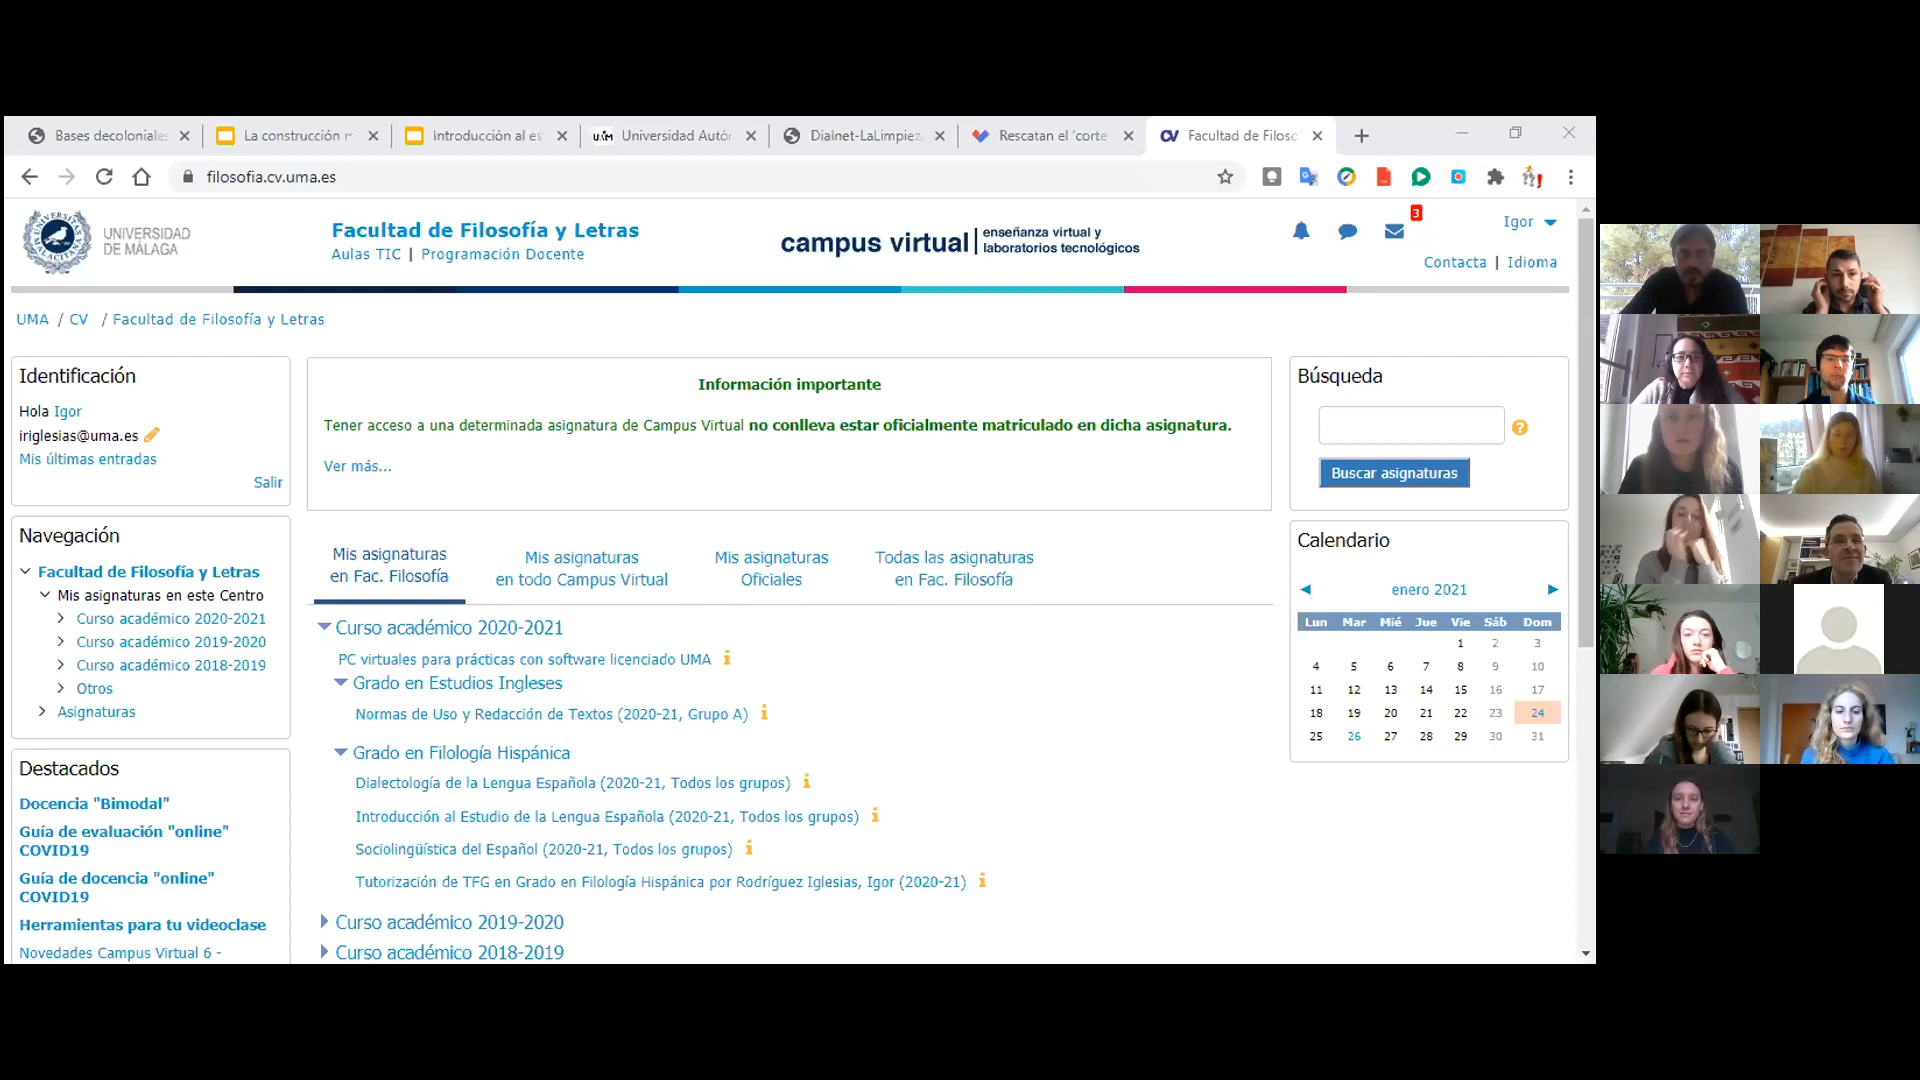 Bases decoloniales
La construcción m
Introducción al es
UAM Universidad Autór
Dialnet-LaLimpiez
Rescatan el 'corte
CV Facultad de Filoso
filosofia.cv.uma.es
UNIVERSIDAD
DE MÁLAGA
Facultad de Filosofía y Letras
Aulas TIC | Programación Docente
campus virtual | enseñanza virtual y
laboratorios tecnológicos
3
Igor
Contacta | Idioma
UMA / CV / Facultad de Filosofía y Letras
Identificación
Hola Igor
iriglesias@uma.es
Mis últimas entradas
Salir
Navegación
Facultad de Filosofía y Letras
Mis asignaturas en este Centro
Curso académico 2020-2021
Curso académico 2019-2020
Curso académico 2018-2019
Otros
Asignaturas
Destacados
Docencia "Bimodal"
Guía de evaluación "online"
COVID19
Guía de docencia "online"
COVID19
Herramientas para tu videoclase
Novedades Campus Virtual 6 -
Información importante
Tener acceso a una determinada asignatura de Campus Virtual no conlleva estar oficialmente matriculado en dicha asignatura.
Ver más...
Mis asignaturas
en Fac. Filosofía
Mis asignaturas
en todo Campus Virtual
Mis asignaturas
Oficiales
Todas las asignaturas
en Fac. Filosofía
Curso académico 2020-2021
PC virtuales para prácticas con software licenciado UMA
Grado en Estudios Ingleses
Normas de Uso y Redacción de Textos (2020-21, Grupo A)
Grado en Filología Hispánica
Dialectología de la Lengua Española (2020-21, Todos los grupos)
Introducción al Estudio de la Lengua Española (2020-21, Todos los grupos)
Sociolingüística del Español (2020-21, Todos los grupos)
Tutorización de TFG en Grado en Filología Hispánica por Rodríguez Iglesias, Igor (2020-21)
Curso académico 2019-2020
Curso académico 2018-2019
Búsqueda
Buscar asignaturas
Calendario
enero 2021
Lun Mar Mié Jue Vie Sáb Dom
1 2 3
4 5 6 7 8 9 10
11 12 13 14 15 16 17
18 19 20 21 22 23 24
25 26 27 28 29 30 31